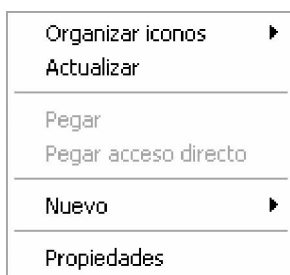 Organizar iconos
Actualizar
Pegar
Pegar acceso directo
Nuevo
Propiedades